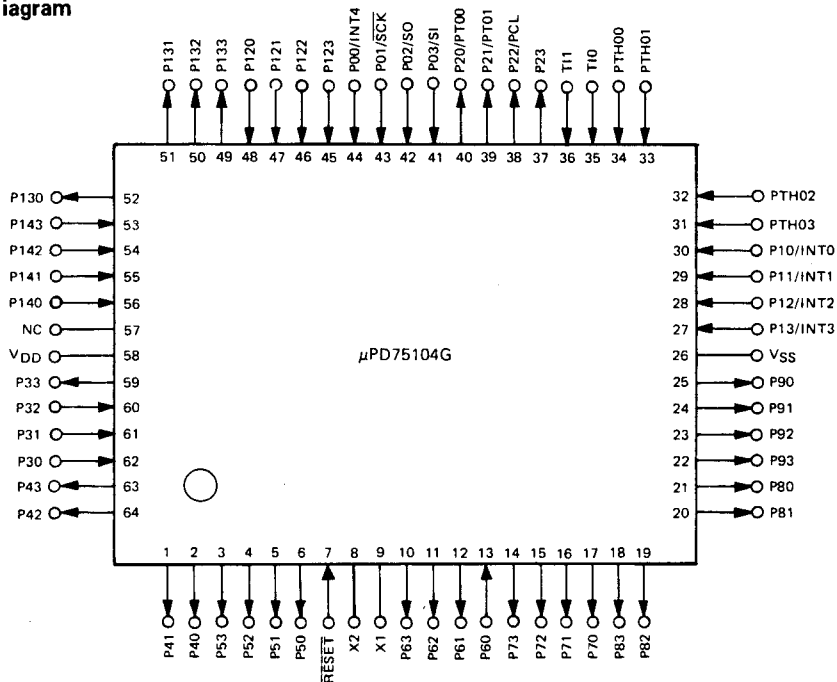 iagram
P131 P132 P133 P120 P121 P122 P123 P00/INT4 P01/SCK P02/SO P03/SI P20/PT00 P21/PT01 P22/PCL P23 TI1 TI0 PTH00 PTH01
51 50 49 48 47 46 45 44 43 42 41 40 39 38 37 36 35 34 33
P130 52 32 PTH02
P143 53 31 PTH03
P142 54 30 P10/INT0
P141 55 29 P11/INT1
P140 56 28 P12/INT2
NC 57 27 P13/INT3
VDD 58 μPD75104G 26 VSS
P33 59 25 P90
P32 60 24 P91
P31 61 23 P92
P30 62 22 P93
P43 63 21 P80
P42 64 20 P81
1 2 3 4 5 6 7 8 9 10 11 12 13 14 15 16 17 18 19
P41 P40 P53 P52 P51 P50 RESET X2 X1 P63 P62 P61 P60 P73 P72 P71 P70 P83 P82